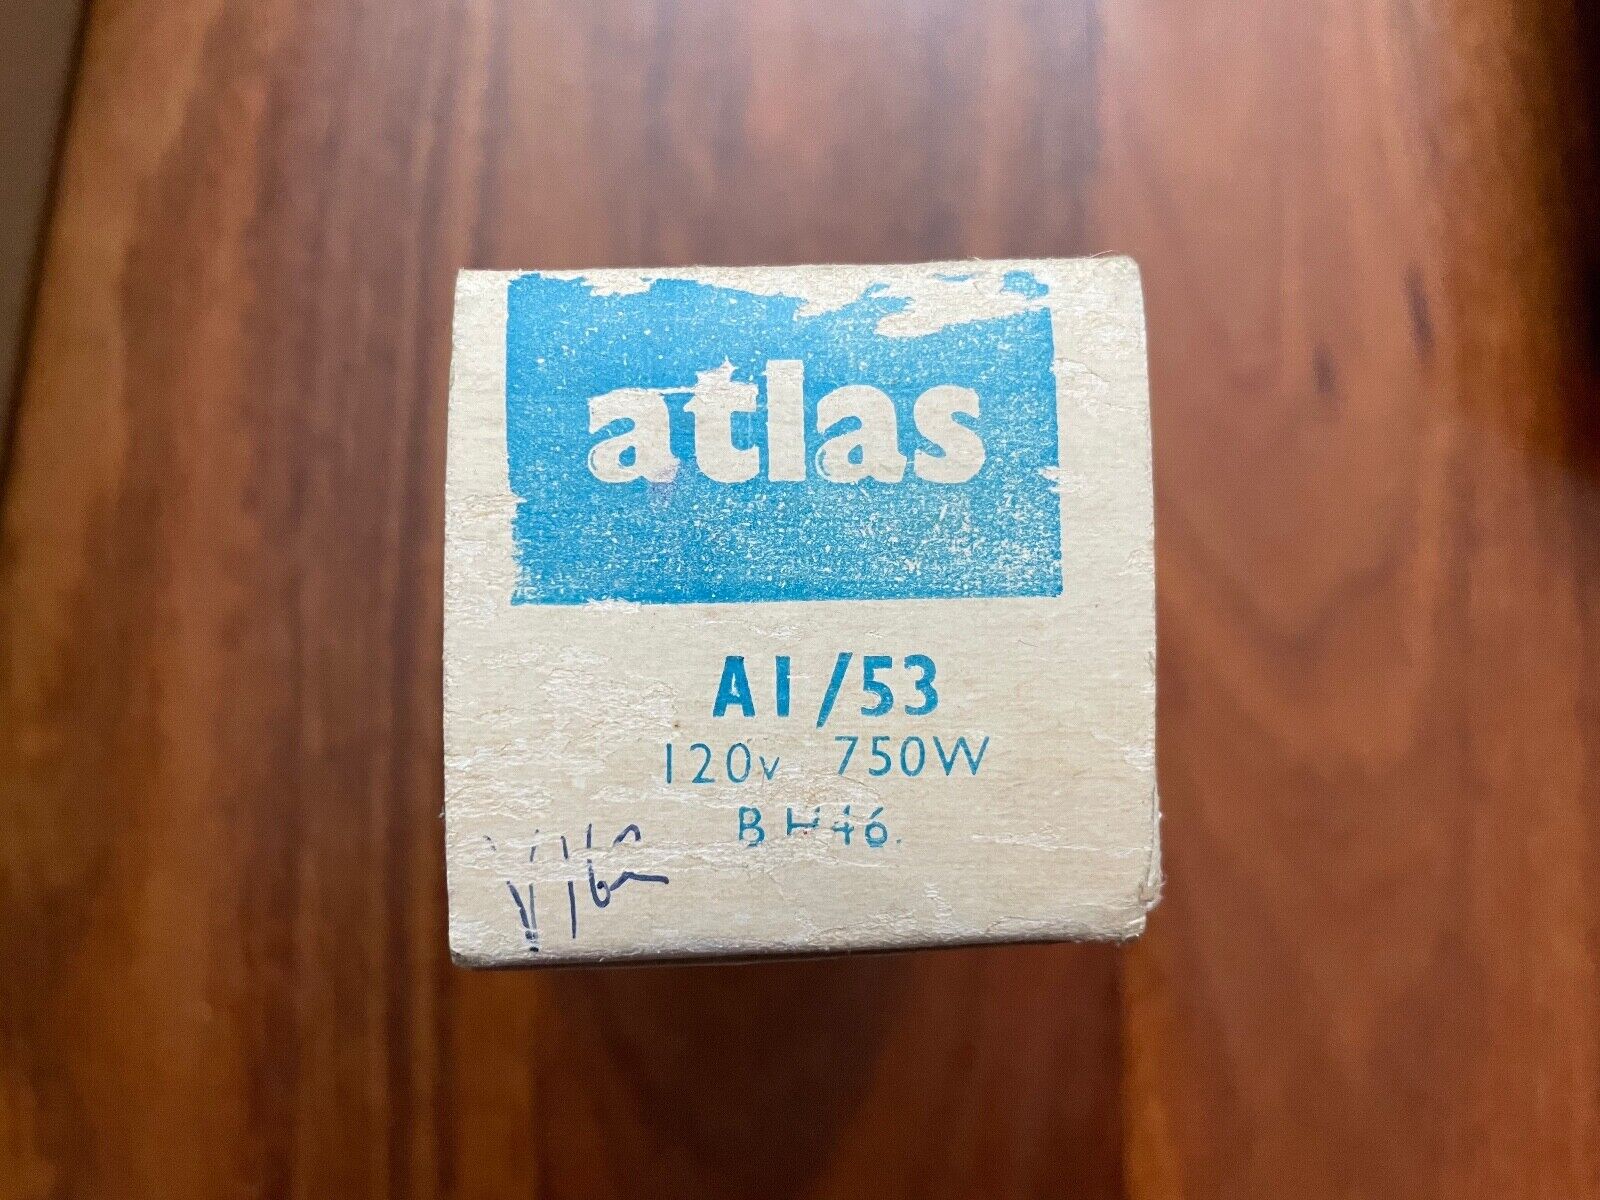 atlas
A1/53
120v 750W
BH46.